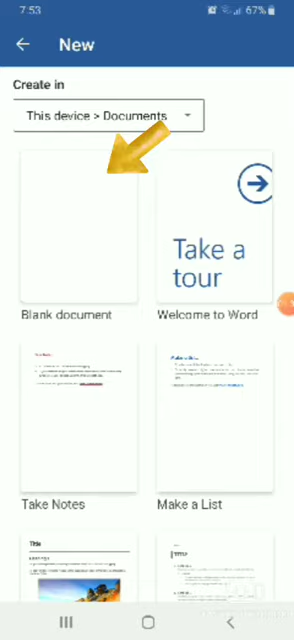 7:53
67%
New
Create in
This device > Documents
Take a
tour
Blank document
Welcome to Word
Take Notes
Make a List
Title
TITLE